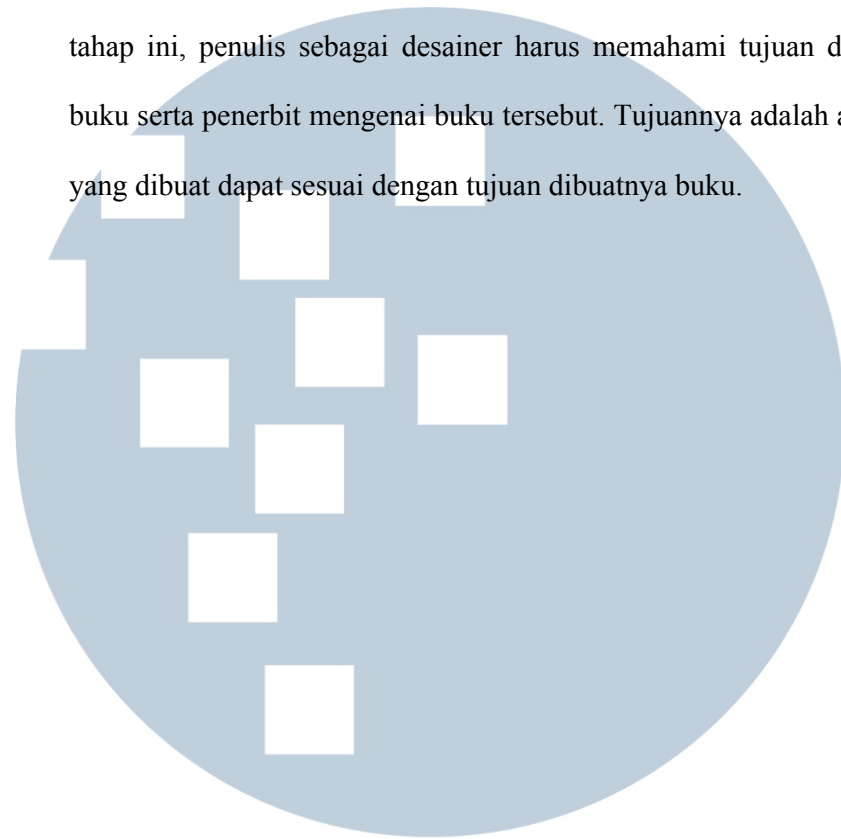 tahap ini, penulis sebagai desainer harus memahami tujuan
buku serta penerbit mengenai buku tersebut. Tujuannya adalah
yang dibuat dapat sesuai dengan tujuan dibuatnya buku.